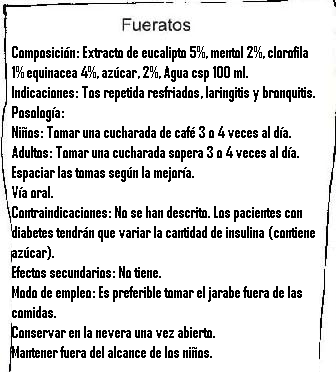 Fueratos
Composición: Extracto de eucalipto 5%, mentol 2%, clorofila
1% equinacea 4%, azúcar, 2%, Agua csp 100 ml.
Indicaciones: Tos repetida resfriados, laringitis y bronquitis.
Posología:
Niños: Tomar una cucharada de café 3 o 4 veces al día.
Adultos: Tomar una cucharada sopera 3 o 4 veces al día.
Espaciar las tomas según la mejoría.
Vía oral.
Contraindicaciones: No se han descrito. Los pacientes con
diabetes tendrán que variar la cantidad de insulina (contiene
azúcar).
Efectos secundarios: No tiene.
Modo de empleo: Es preferible tomar el jarabe fuera de las
comidas.
Conservar en la nevera una vez abierto.
Mantener fuera del alcance de los niños.